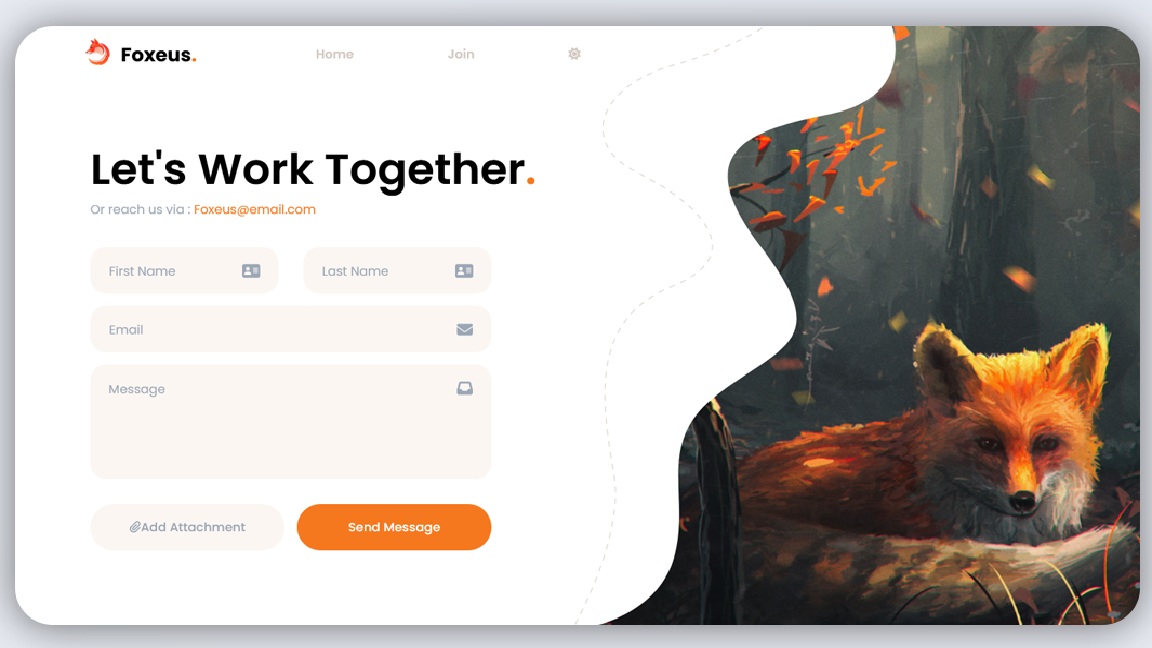 Foxeus.
Home
Join
Let's Work Together.
Or reach us via : Foxeus@email.com
First Name
Last Name
Email
Message
Add Attachment
Send Message